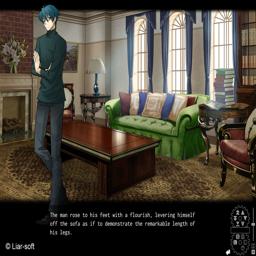 The man rose to his feet with a flourish, levering himself
off the sofa as if to demonstrate the remarkable length of
his legs.
© Liar-soft